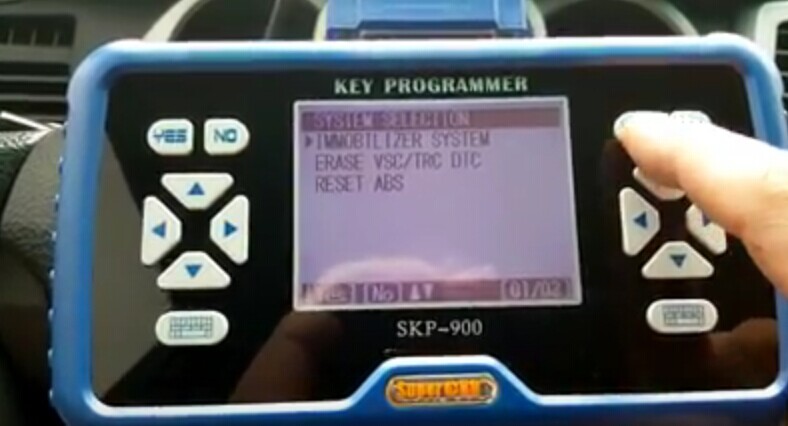 KEY PROGRAMMER
YES NO
SYSTEM SELECTION
IMMOBILIZER SYSTEM
ERASE VSC/TRC DTC
RESET ABS
Yes No 01/02
SKP-900